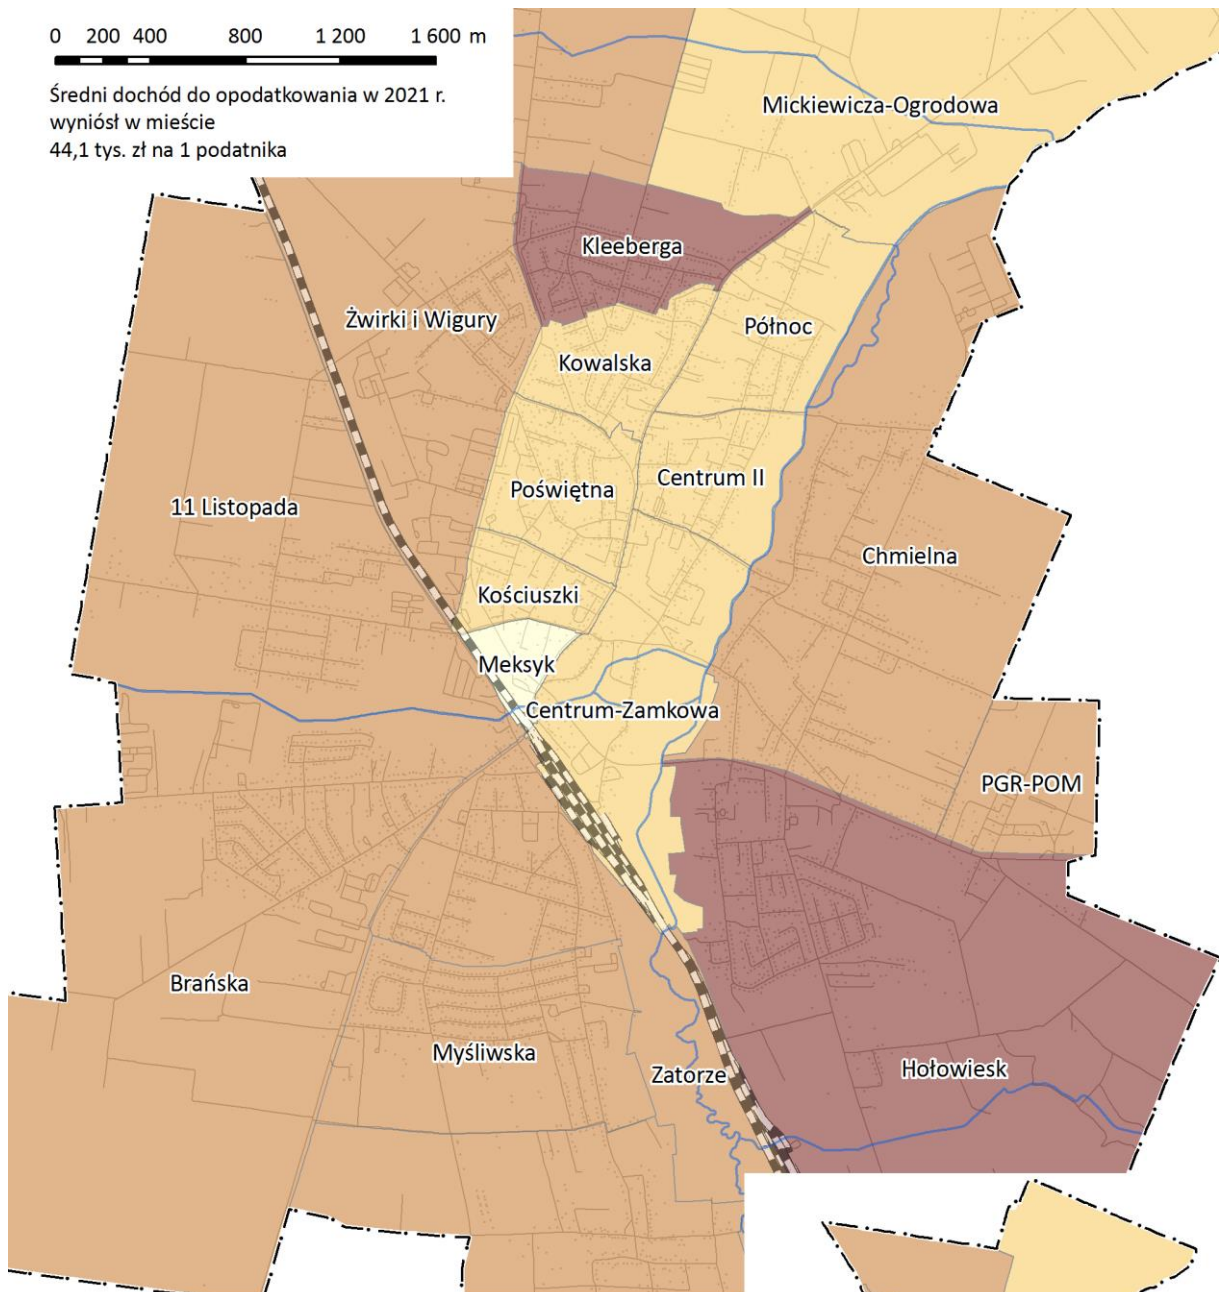 0 200 400 800 1 200 1 600 m
Średni dochód do opodatkowania w 2021 r.
wyniósł w mieście
44,1 tys. zł na 1 podatnika
Mickiewicza-Ogrodowa
Kleeberga
Żwirki i Wigury
Północ
Kowalska
Poświętna
Centrum II
11 Listopada
Chmielna
Kościuszki
Meksyk
Centrum-Zamkowa
PGR-POM
Brańska
Myśliwska
Zatorze
Hołowiesk